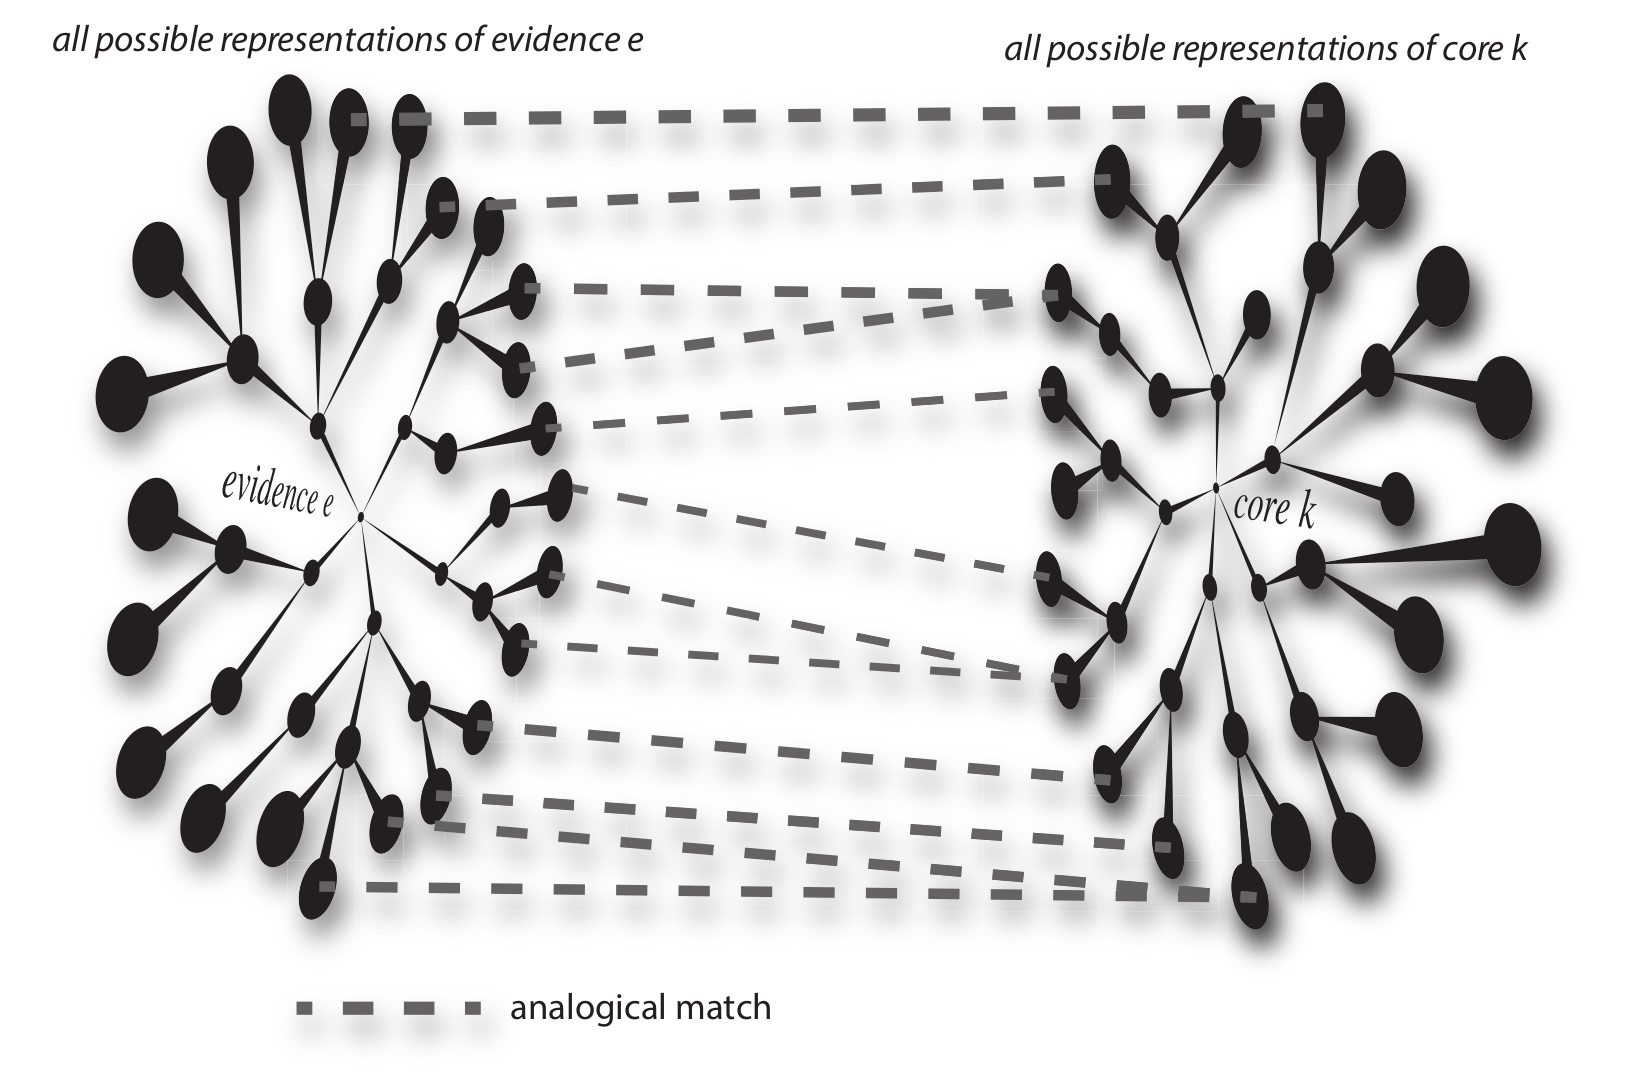 all possible representations of evidence e
all possible representations of core k
evidence e
core k
analogical match